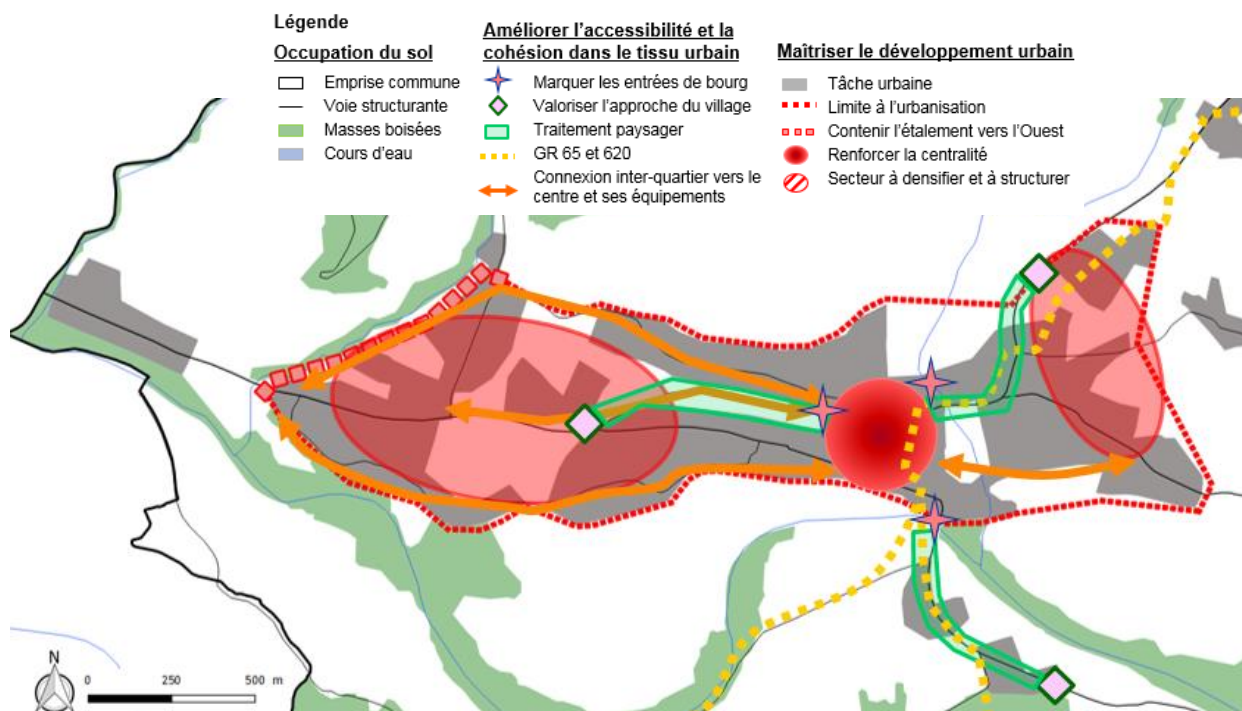 Légende
Occupation du sol
Emprise commune
Voie structurante
Masses boisées
Cours d'eau
Améliorer l'accessibilité et la
cohésion dans le tissu urbain
Marquer les entrées de bourg
Valoriser l'approche du village
Traitement paysager
GR 65 et 620
Connexion inter-quartier vers le
centre et ses équipements
Maîtriser le développement urbain
Tâche urbaine
Limite à l'urbanisation
Contenir l'étalement vers l'Ouest
Renforcer la centralité
Secteur à densifier et à structurer
N
0 250 500 m